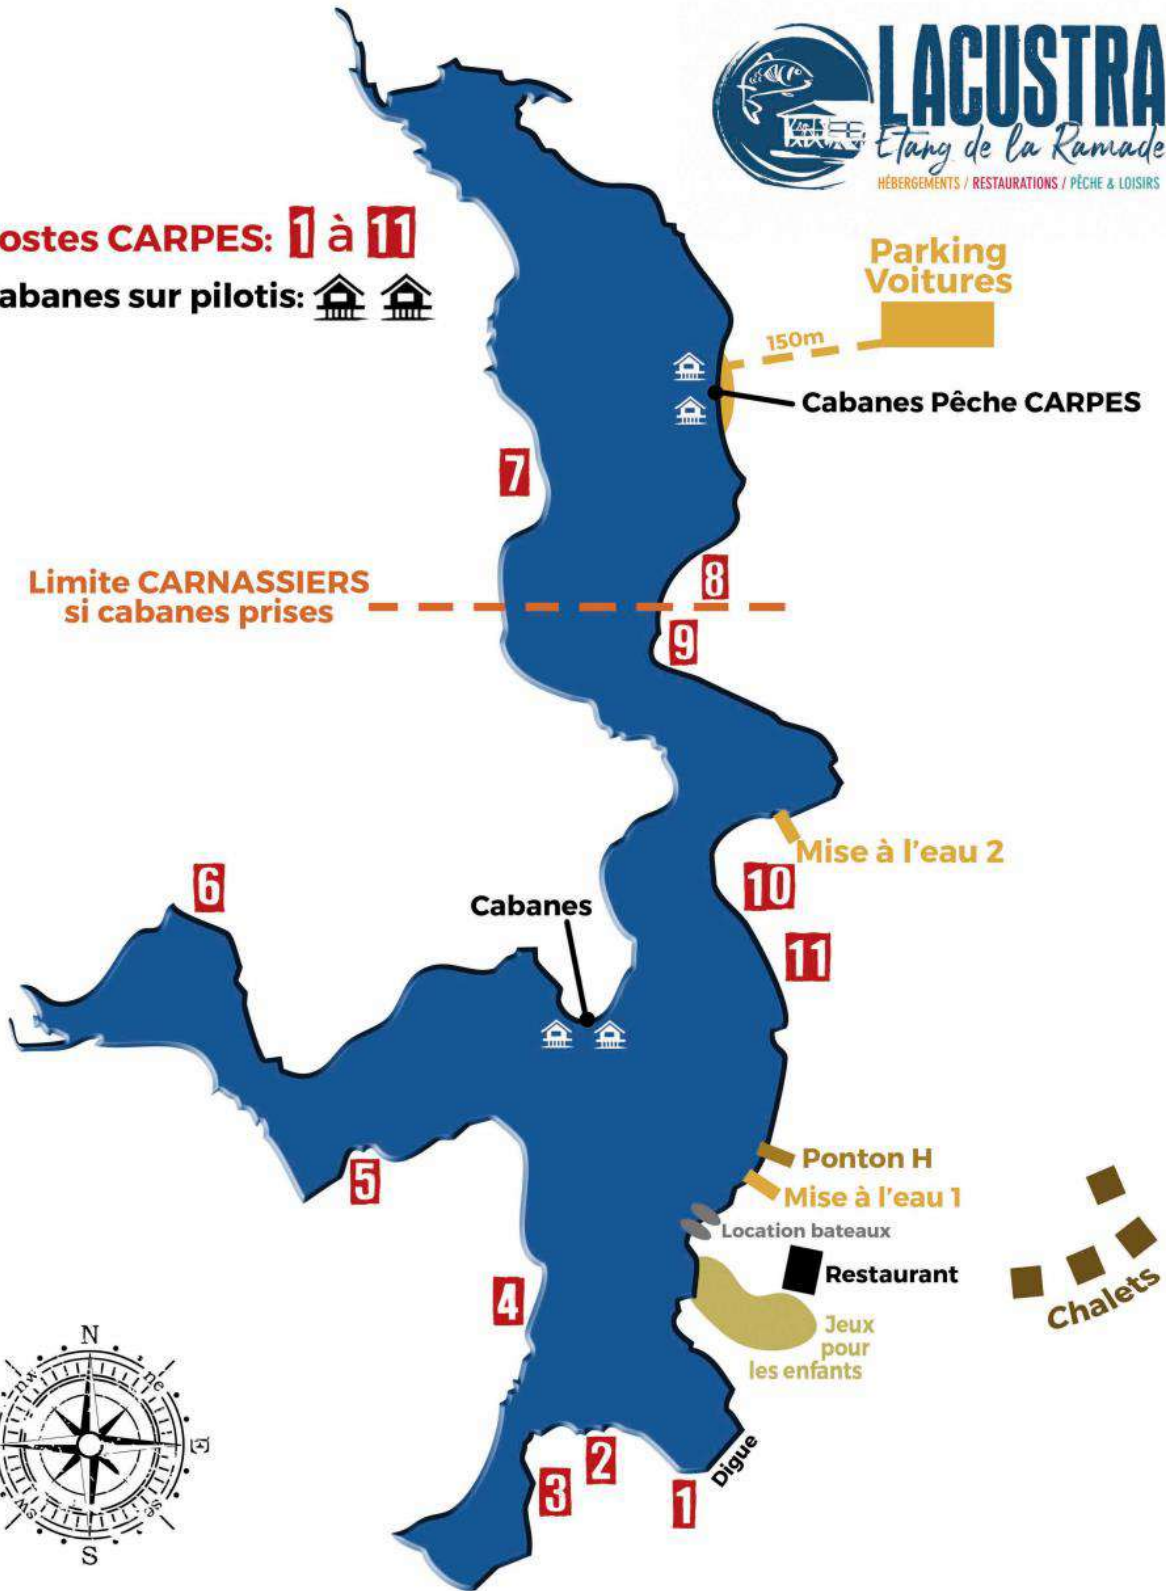 LACUSTRA
Etang de la Ramade
HÉBERGEMENTS / RESTAURATIONS / PÊCHE & LOISIRS
ostes CARPES: 1 à 11
abanes sur pilotis:
Parking
Voitures
150m
Cabanes Pêche CARPES
7
Limite CARNASSIERS
si cabanes prises
8
9
Mise à l'eau 2
6
10
Cabanes
11
Ponton H
5
Mise à l'eau 1
Location bateaux
Restaurant
4
Chalets
Jeux
pour
les enfants
N
nw
ne
E
sw
se
S
Digue
2
3
1